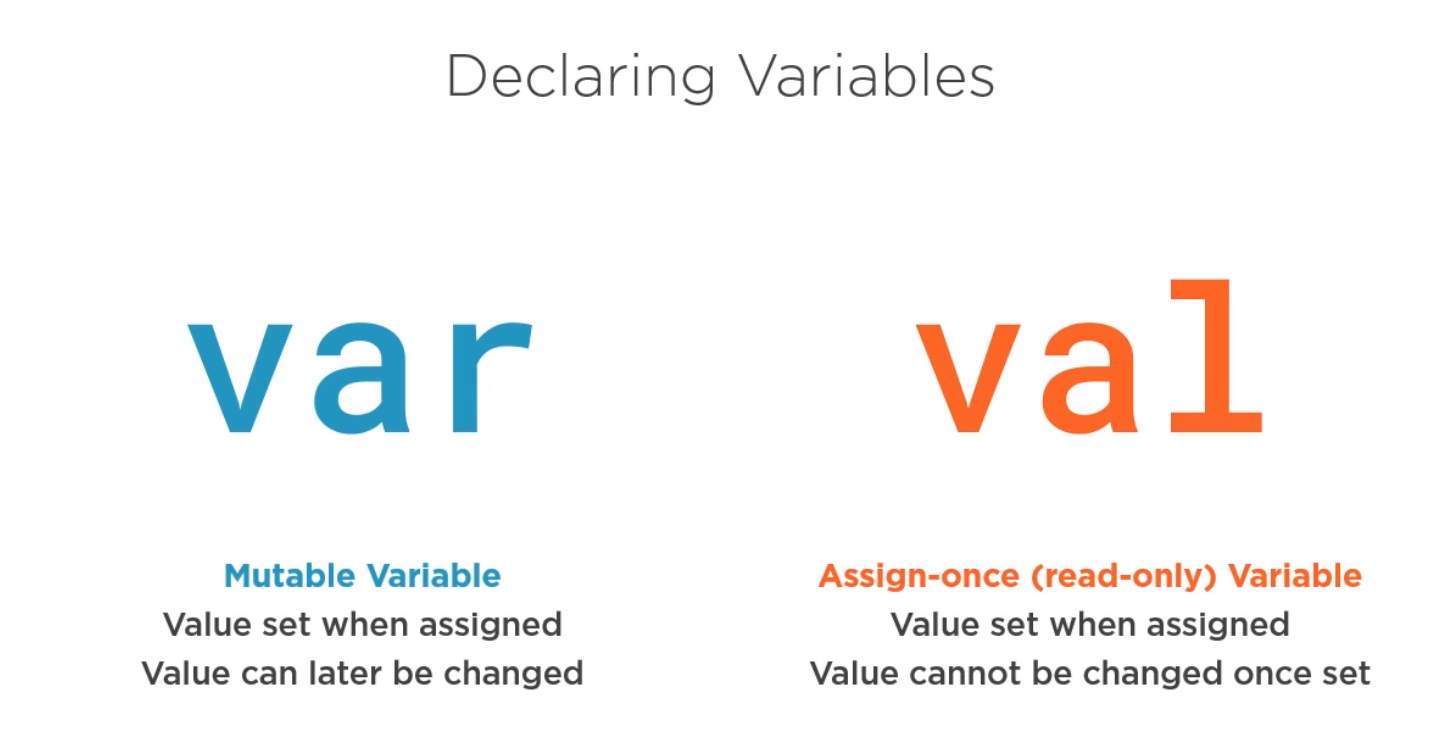 Declaring Variables
var
val
Mutable Variable
Value set when assigned
Value can later be changed
Assign-once (read-only) Variable
Value set when assigned
Value cannot be changed once set